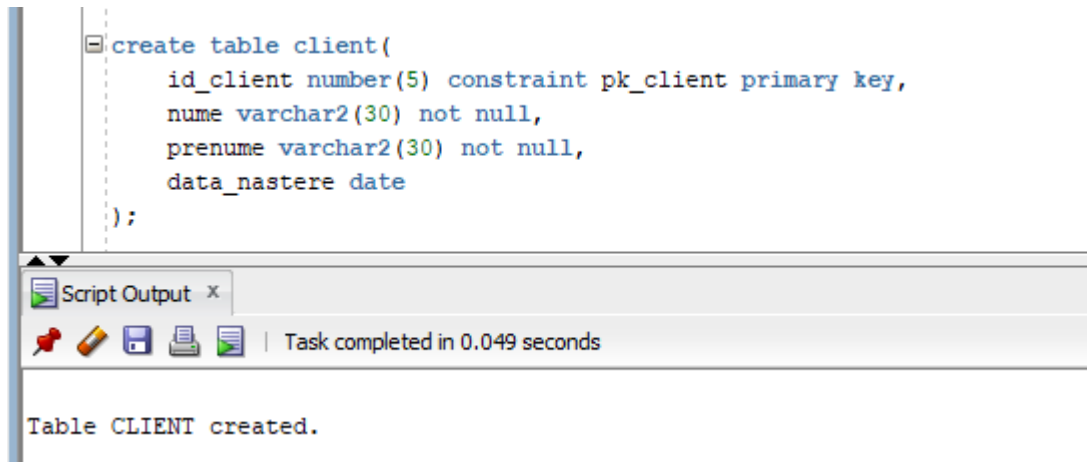 create table client(
id_client number(5) constraint pk_client primary key,
nume varchar2(30) not null,
prenume varchar2(30) not null,
data_nastere date
);
Script Output x
Task completed in 0.049 seconds
Table CLIENT created.